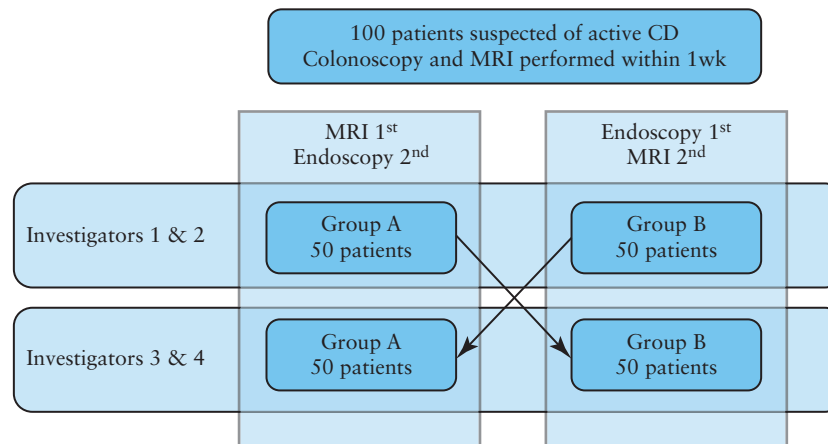 100 patients suspected of active CD
Colonoscopy and MRI performed within 1wk
MRI 1st
Endoscopy 2nd
Endoscopy 1st
MRI 2nd
Investigators 1 & 2
Group A
50 patients
Group B
50 patients
Investigators 3 & 4
Group A
50 patients
Group B
50 patients